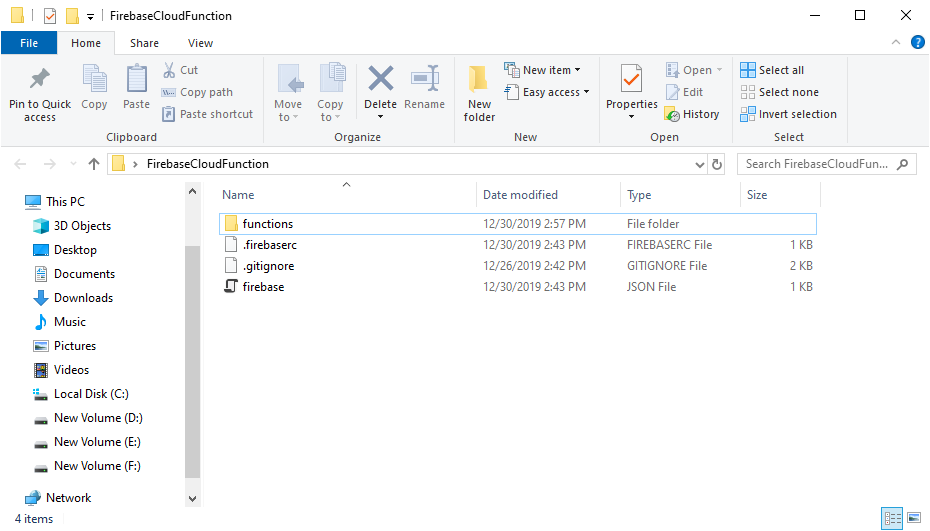 FirebaseCloudFunction
File Home Share View
Pin to Quick access
Copy
Paste
Cut
Copy path
Paste shortcut
Clipboard
Move to
Copy to
Delete
Rename
Organize
New folder
New item
Easy access
New
Properties
Open
Edit
History
Open
Select all
Select none
Invert selection
Select
FirebaseCloudFunction
Search FirebaseCloudFun...
This PC
3D Objects
Desktop
Documents
Downloads
Music
Pictures
Videos
Local Disk (C:)
New Volume (D:)
New Volume (E:)
New Volume (F:)
Network
Name Date modified Type Size
functions 12/30/2019 2:57 PM File folder
.firebaserc 12/30/2019 2:43 PM FIREBASERC File 1 KB
.gitignore 12/26/2019 2:42 PM GITIGNORE File 2 KB
firebase 12/30/2019 2:43 PM JSON File 1 KB
4 items